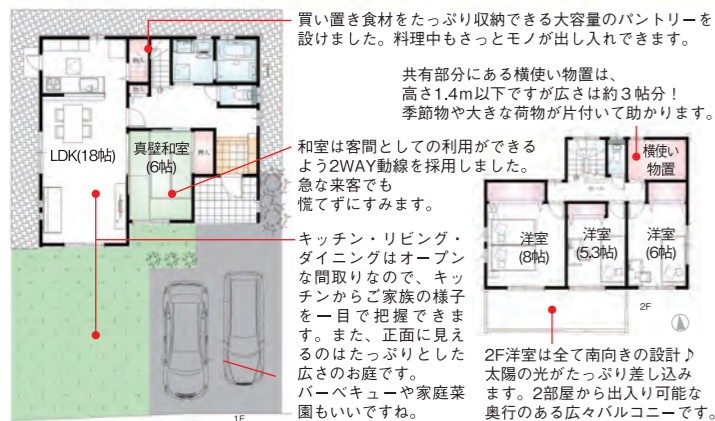 買い置き食材をたっぷり収納できる大容量のパントリーを
設けました。料理中もさっとモノが出し入れできます。
共有部分にある横使い物置は、
高さ1.4m以下ですが広さは約3帖分！
季節物や大きな荷物が片付いて助かります。
物入
物入
LDK(18帖)
真壁和室
(6帖)
押入
和室は客間としての利用ができる
よう2WAY動線を採用しました。
急な来客でも
慌てずにすみます。
横使い
物置
洋室
(8帖)
洋室
(5.3帖)
洋室
(6帖)
2F
キッチン・リビング・
ダイニングはオープン
な間取りなので、キッ
チンからご家族の様子
を一目で把握できま
す。また、正面に見え
るのはたっぷりとした
広さのお庭です。
バーベキューや家庭菜
園もいいですね。
1F
2F洋室は全て南向きの設計♪
太陽の光がたっぷり差し込み
ます。2部屋から出入り可能な
奥行のある広々バルコニーです。